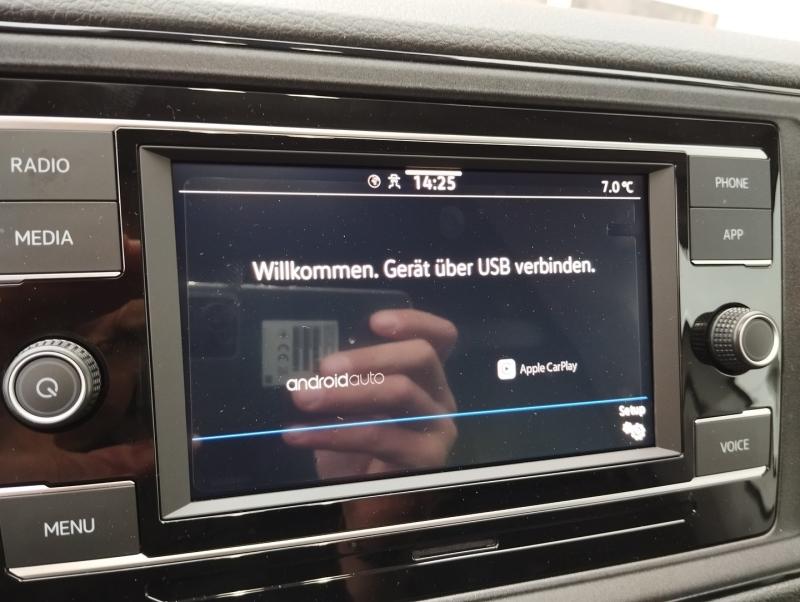 RADIO
MEDIA
MENU
14:25
7.0°C
Willkommen. Gerät über USB verbinden.
androidauto
Apple CarPlay
Setup
PHONE
APP
VOICE